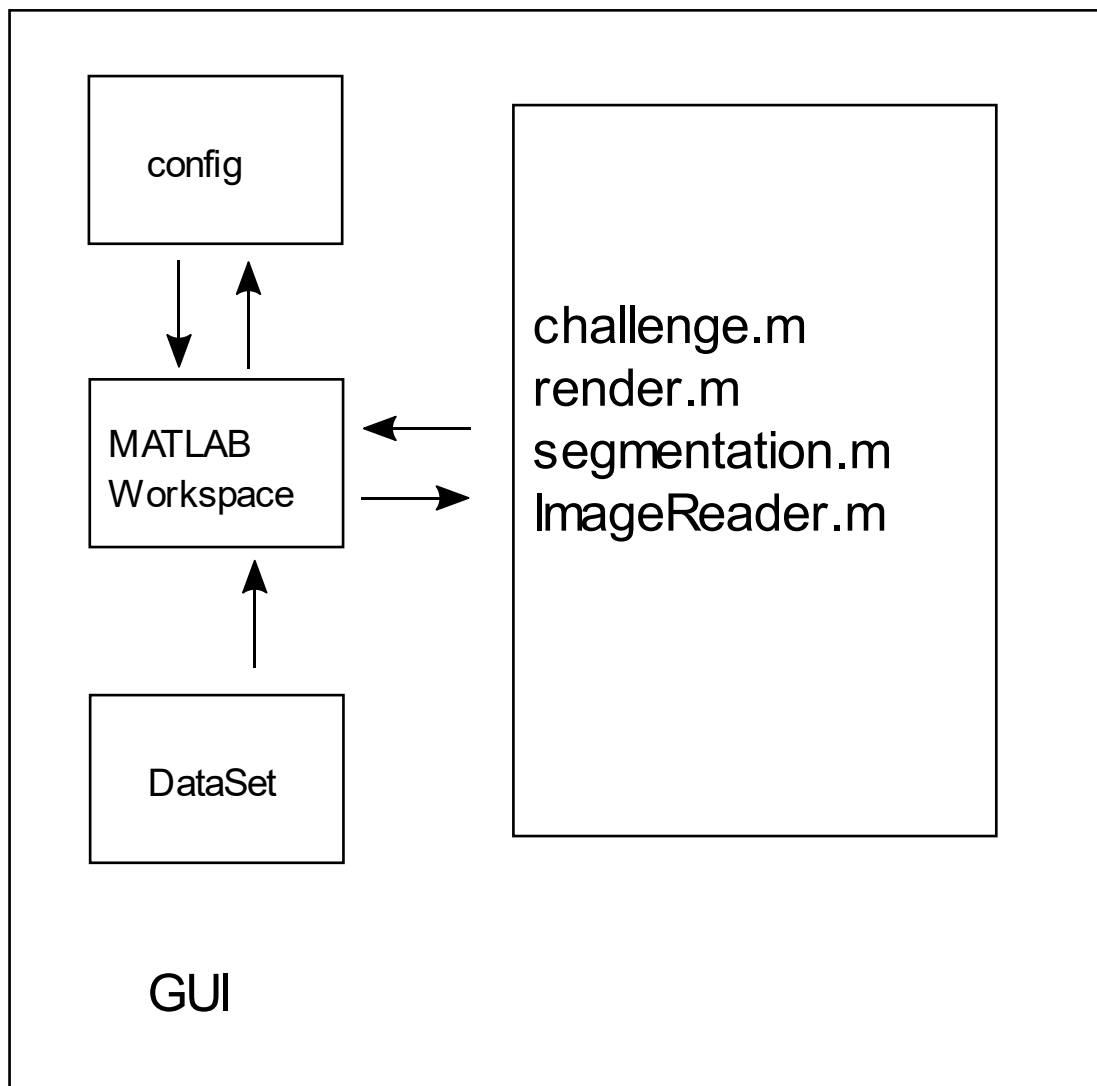 config
MATLAB
Workspace
DataSet
challenge.m
render.m
segmentation.m
ImageReader.m
GUI